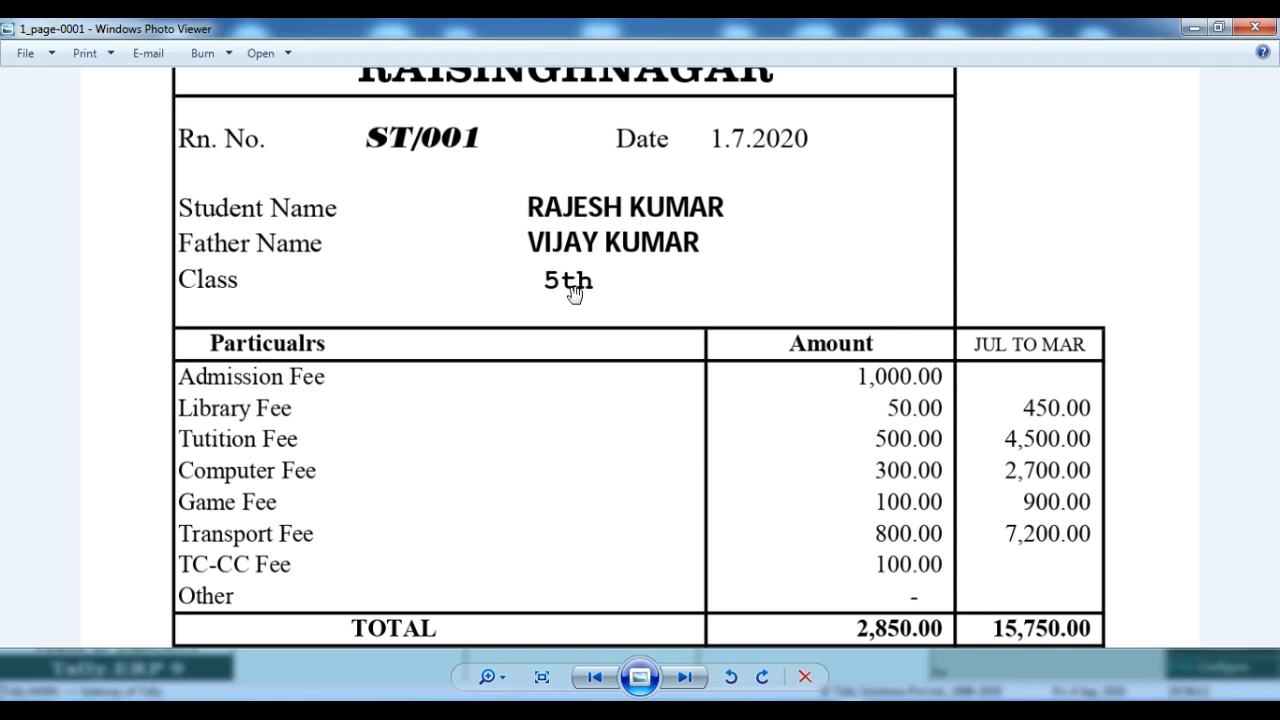 1_page-0001 - Windows Photo Viewer
File Print E-mail Burn Open
RAISINGHNAGAR
Rn. No. ST/001 Date 1.7.2020
Student Name RAJESH KUMAR
Father Name VIJAY KUMAR
Class 5th
Particualrs Amount JUL TO MAR
Admission Fee 1,000.00
Library Fee 50.00 450.00
Tutition Fee 500.00 4,500.00
Computer Fee 300.00 2,700.00
Game Fee 100.00 900.00
Transport Fee 800.00 7,200.00
TC-CC Fee 100.00
Other -
TOTAL 2,850.00 15,750.00
Tally.ERP 9